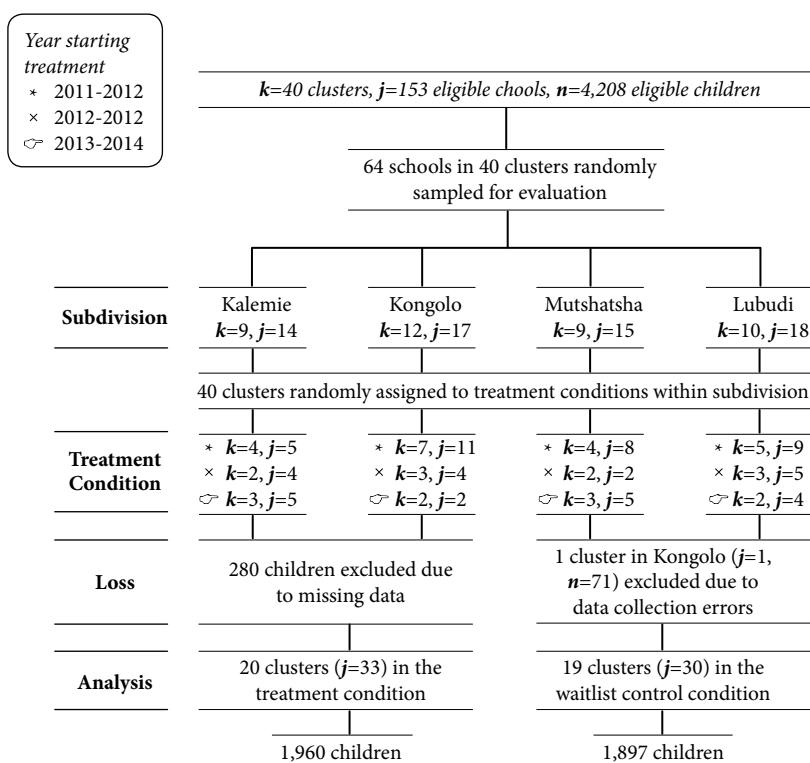 Year starting
treatment
* 2011-2012
× 2012-2012
☞ 2013-2014
k=40 clusters, j=153 eligible chools, n=4,208 eligible children
64 schools in 40 clusters randomly
sampled for evaluation
Subdivision
Kalemie
k=9, j=14
Kongolo
k=12, j=17
Mutshatsha
k=9, j=15
Lubudi
k=10, j=18
40 clusters randomly assigned to treatment conditions within subdivision
Treatment
Condition
* k=4, j=5
× k=2, j=4
☞ k=3, j=5
* k=7, j=11
× k=3, j=4
☞ k=2, j=2
* k=4, j=8
× k=2, j=2
☞ k=3, j=5
* k=5, j=9
× k=3, j=5
☞ k=2, j=4
Loss
280 children excluded due
to missing data
1 cluster in Kongolo (j=1,
n=71) excluded due to
data collection errors
Analysis
20 clusters (j=33) in the
treatment condition
19 clusters (j=30) in the
waitlist control condition
1,960 children
1,897 children